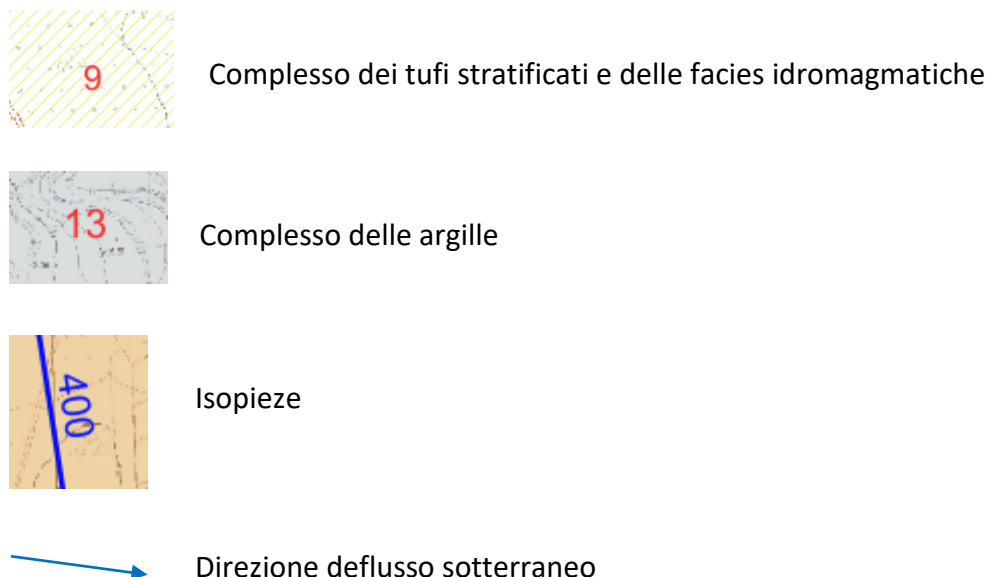 9 Complesso dei tufi stratificati e delle facies idromagmatiche
13 Complesso delle argille
400 Isopieze
Direzione deflusso sotterraneo